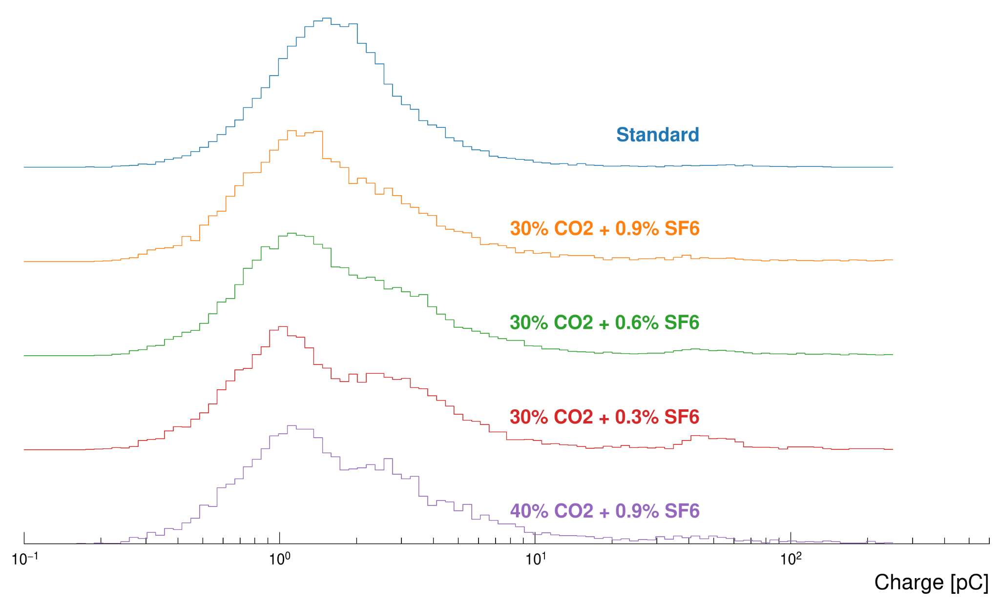 Standard
30% CO2 + 0.9% SF6
30% CO2 + 0.6% SF6
30% CO2 + 0.3% SF6
40% CO2 + 0.9% SF6
10⁻¹ 10⁰ 10¹ 10²
Charge [pC]